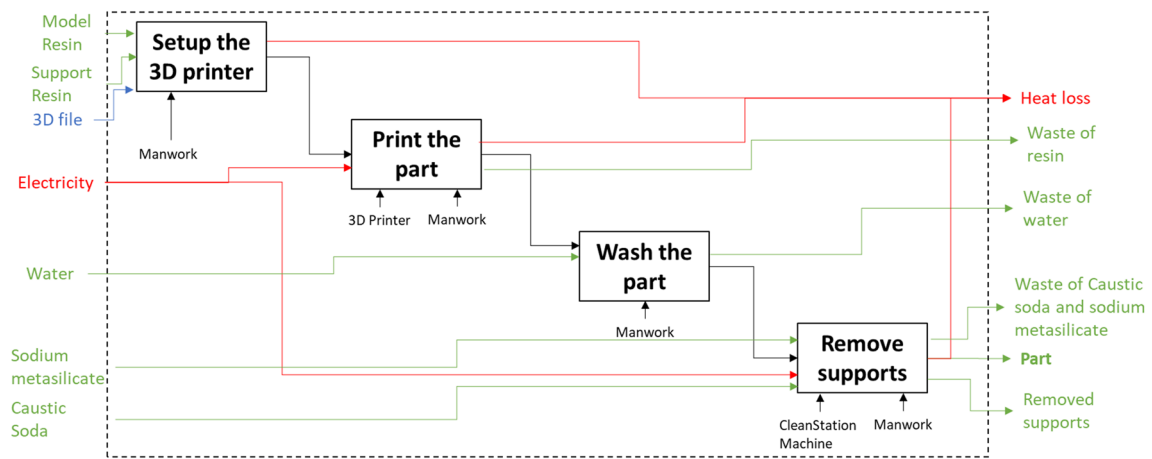 Model
Resin
Support
Resin
3D file
Electricity
Water
Sodium
metasilicate
Caustic
Soda
Setup the
3D printer
Manwork
Print the
part
3D Printer
Manwork
Wash the
part
Manwork
Remove
supports
CleanStation
Machine
Manwork
Heat loss
Waste of
resin
Waste of
water
Waste of Caustic
soda and sodium
metasilicate
Part
Removed
supports